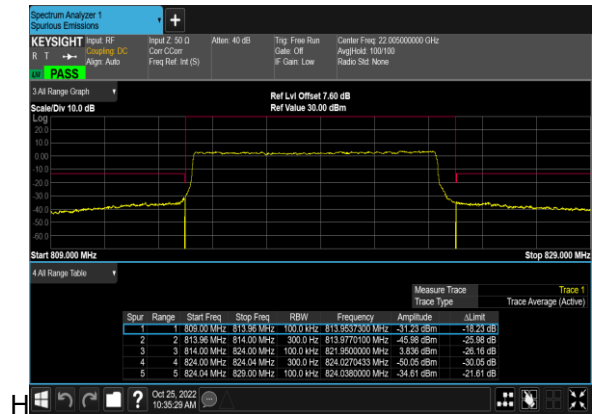 Spectrum Analyzer 1
Spurious Emissions
KEYSIGHT Input: RF Input Z: 50 Ω Atten: 40 dB Trig: Free Run Center Freq: 22.005000000 GHz
R T Coupling: DC Corr CCorr Gate: Off Avg|Hold: 100/100
Align: Auto Freq Ref: Int (S) IF Gain: Low Radio Std: None
PASS
3.All Range Graph
Ref Lvl Offset 7.60 dB
Scale/Div 10.0 dB Ref Value 30.00 dBm
Log
20.0
10.0
0.00
-10.0
-20.0
-30.0
-40.0
-50.0
-60.0
Start 809.000 MHz Stop 829.000 MHz
4.All Range Table
Measure Trace Trace 1
Trace Type Trace Average (Active)
Spur Range Start Freq Stop Freq RBW Frequency Amplitude ΔLimit
1 1 809.00 MHz 813.96 MHz 100.0 kHz 813.9537300 MHz -31.23 dBm -18.23 dB
2 2 813.96 MHz 814.00 MHz 300.0 Hz 813.9770100 MHz -45.98 dBm -25.98 dB
3 3 814.00 MHz 824.00 MHz 100.0 kHz 821.9500000 MHz 3.836 dBm -26.16 dB
4 4 824.00 MHz 824.04 MHz 300.0 Hz 824.0270433 MHz -50.05 dBm -30.05 dB
5 5 824.04 MHz 829.00 MHz 100.0 kHz 824.0380000 MHz -34.61 dBm -21.61 dB
H
? Oct 25, 2022
10:35:29 AM